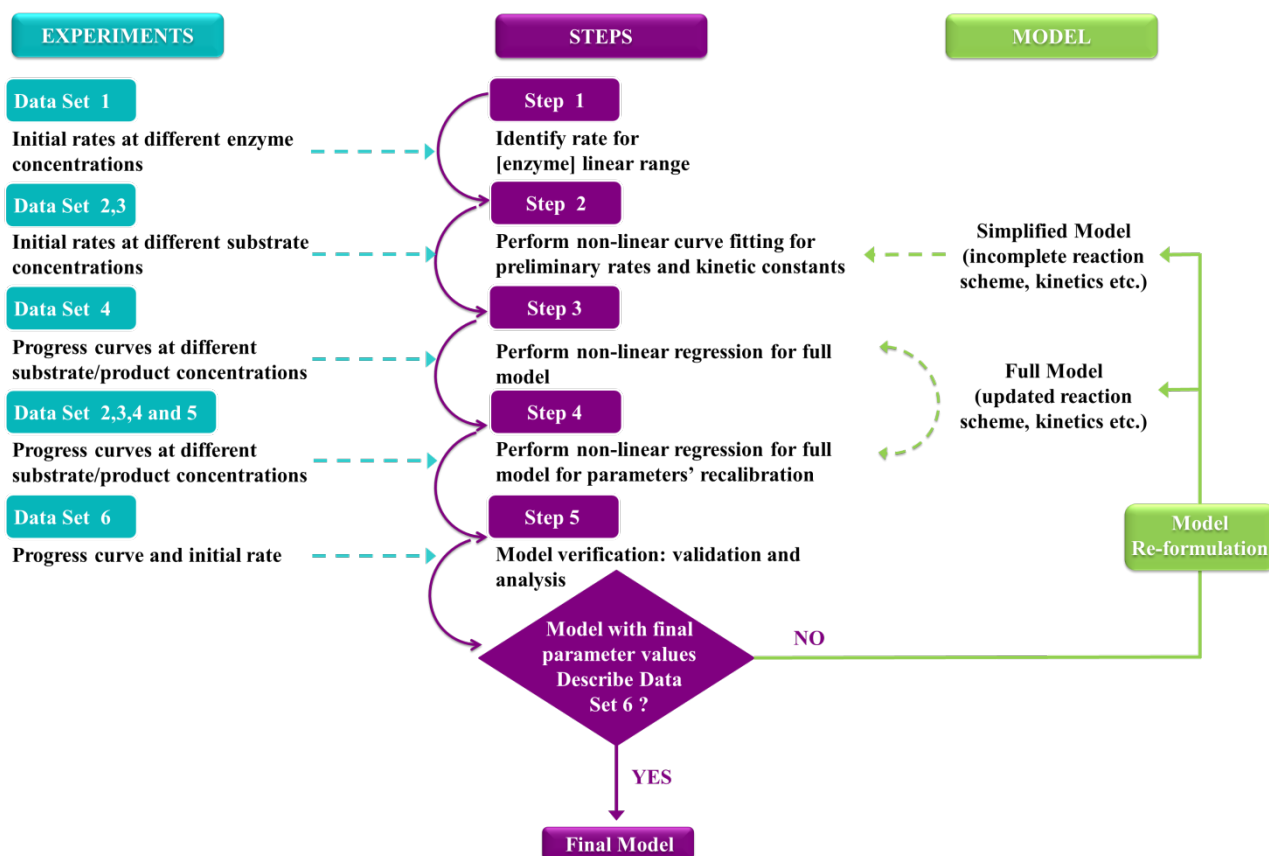 EXPERIMENTS
STEPS
MODEL
Data Set 1
Initial rates at different enzyme
concentrations
Data Set 2,3
Initial rates at different substrate
concentrations
Data Set 4
Progress curves at different
substrate/product concentrations
Data Set 2,3,4 and 5
Progress curves at different
substrate/product concentrations
Data Set 6
Progress curve and initial rate
Step 1
Identify rate for
[enzyme] linear range
Step 2
Perform non-linear curve fitting for
preliminary rates and kinetic constants
Step 3
Perform non-linear regression for full
model
Step 4
Perform non-linear regression for full
model for parameters’ recalibration
Step 5
Model verification: validation and
analysis
Model with final
parameter values
Describe Data
Set 6 ?
NO
YES
Final Model
Simplified Model
(incomplete reaction
scheme, kinetics etc.)
Full Model
(updated reaction
scheme, kinetics etc.)
Model
Re-formulation